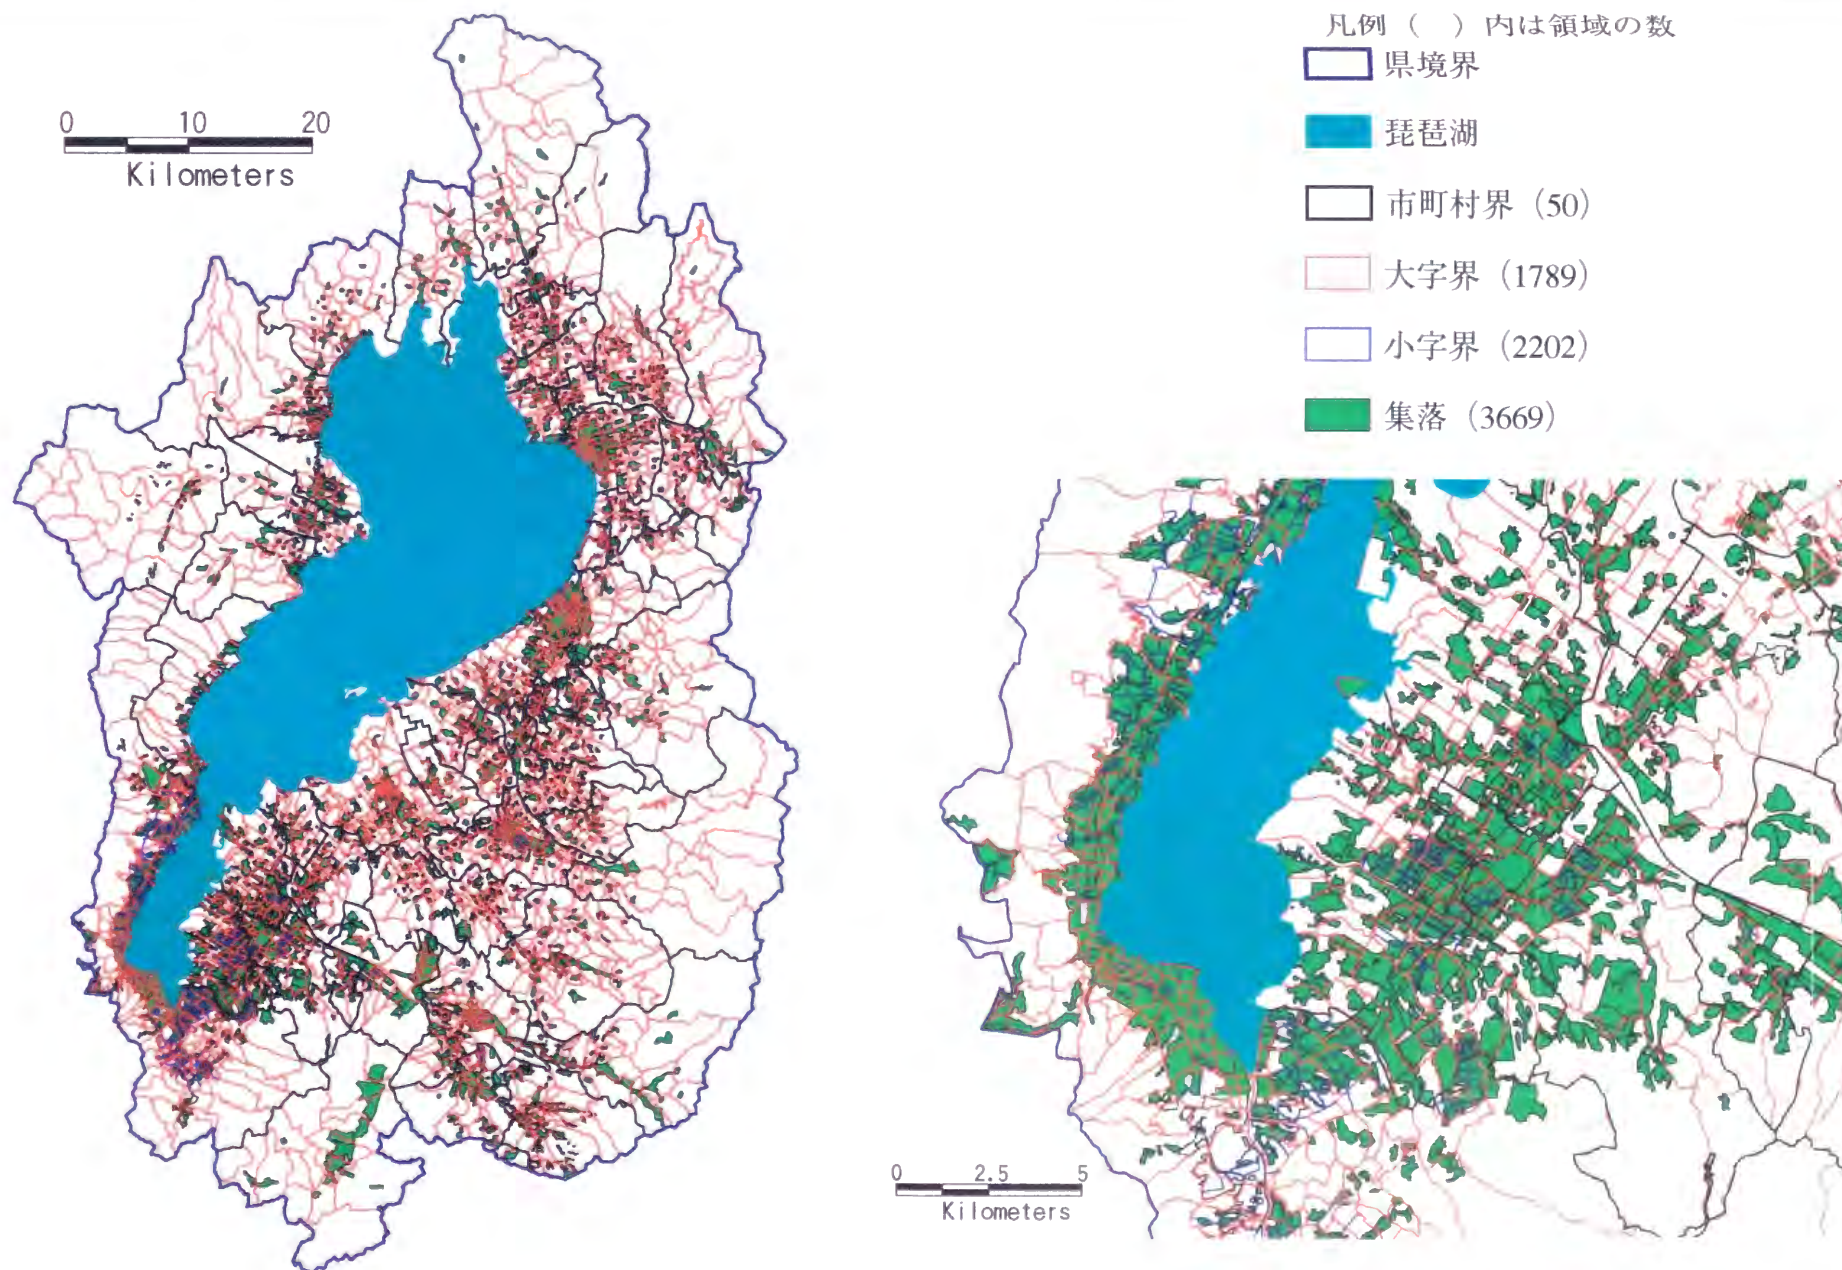 凡例（ ）内は領域の数
県境界
琵琶湖
市町村界（50）
大字界（1789）
小字界（2202）
集落（3669）
0 10 20
Kilometers
0 2.5 5
Kilometers